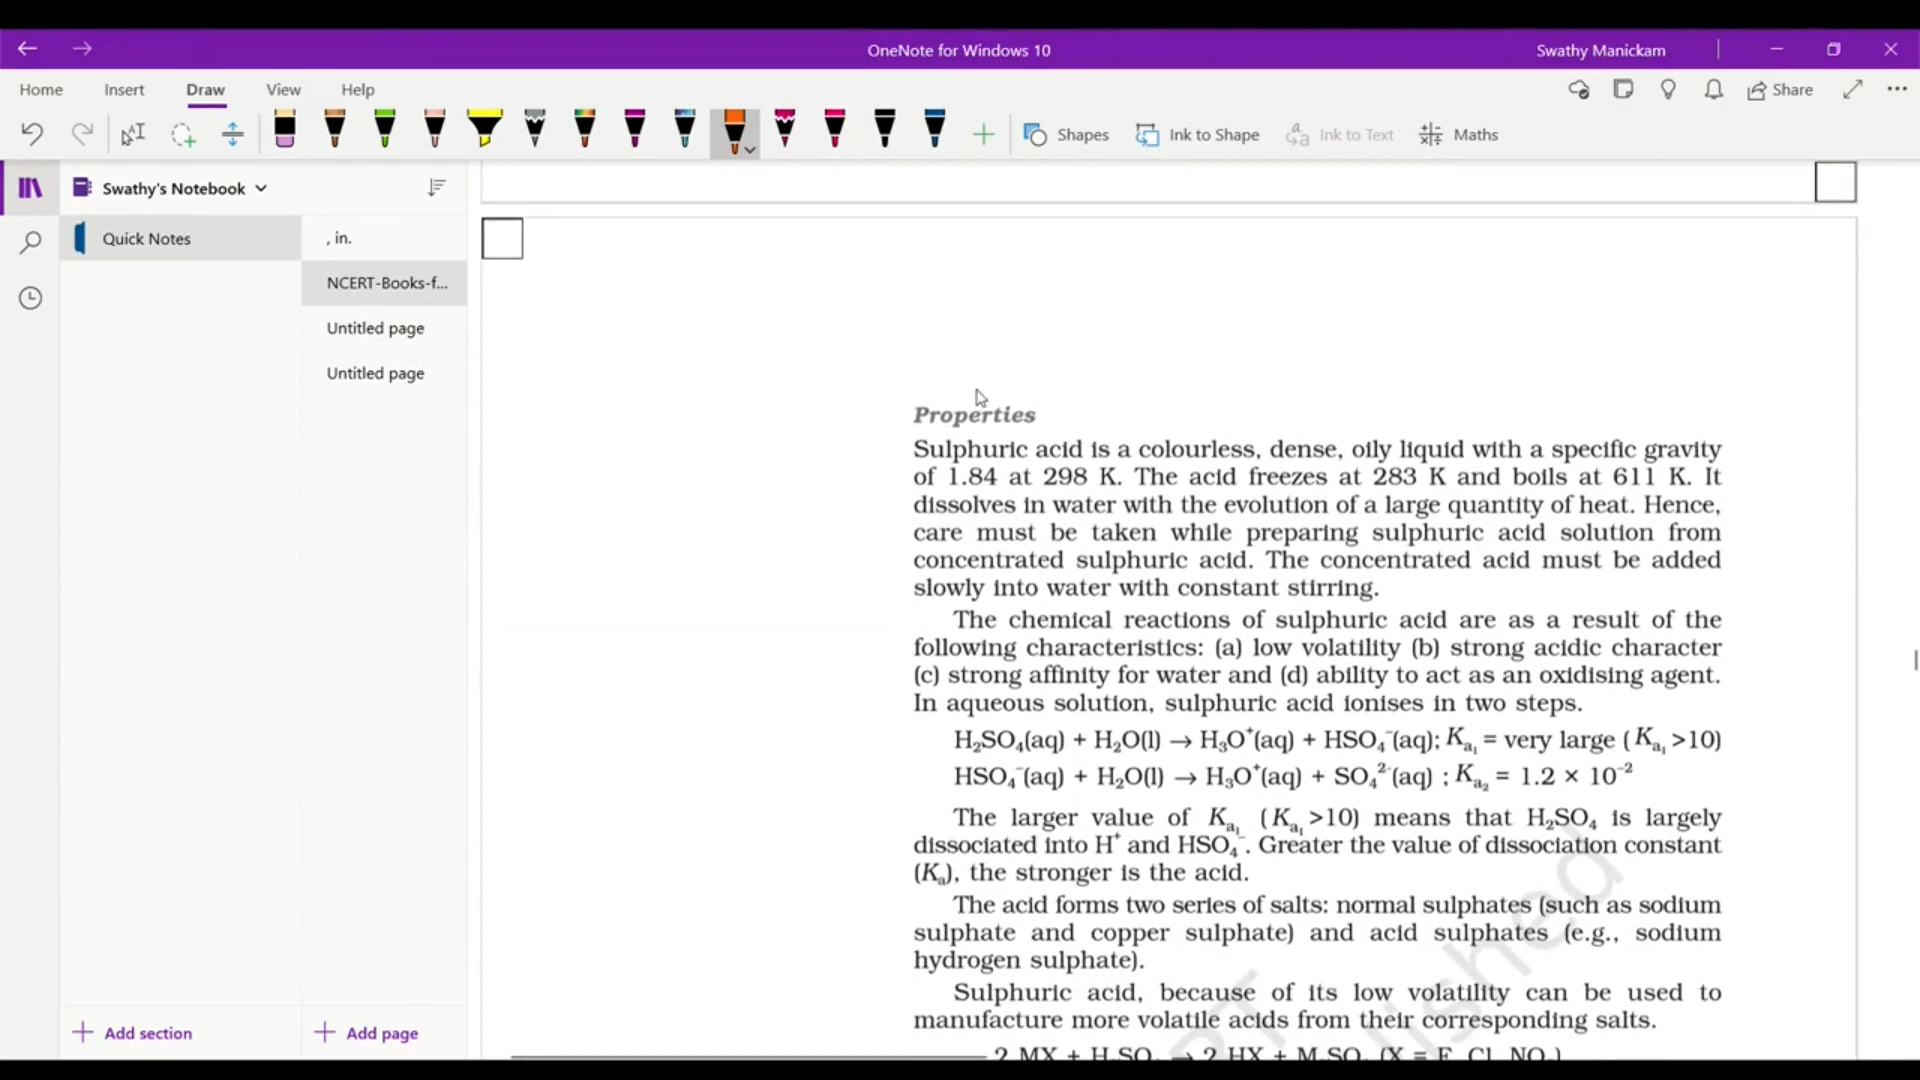 OneNote for Windows 10
Swathy Manickam
Home Insert Draw View Help
Share
Shapes Ink to Shape Ink to Text Maths
Swathy's Notebook
Quick Notes
, in.
NCERT-Books-f...
Untitled page
Untitled page
Properties
Sulphuric acid is a colourless, dense, oily liquid with a specific gravity
of 1.84 at 298 K. The acid freezes at 283 K and boils at 611 K. It
dissolves in water with the evolution of a large quantity of heat. Hence,
care must be taken while preparing sulphuric acid solution from
concentrated sulphuric acid. The concentrated acid must be added
slowly into water with constant stirring.
The chemical reactions of sulphuric acid are as a result of the
following characteristics: (a) low volatility (b) strong acidic character
(c) strong affinity for water and (d) ability to act as an oxidising agent.
In aqueous solution, sulphuric acid ionises in two steps.
H₂SO₄(aq) + H₂O(l) → H₃O⁺(aq) + HSO₄⁻(aq); Kₐ₁ = very large ( Kₐ₁ >10)
HSO₄⁻(aq) + H₂O(l) → H₃O⁺(aq) + SO₄²⁻(aq) ; Kₐ₂ = 1.2 × 10⁻²
The larger value of Kₐ₁ ( Kₐ₁ >10) means that H₂SO₄ is largely
dissociated into H⁺ and HSO₄⁻. Greater the value of dissociation constant
(Kₐ), the stronger is the acid.
The acid forms two series of salts: normal sulphates (such as sodium
sulphate and copper sulphate) and acid sulphates (e.g., sodium
hydrogen sulphate).
Sulphuric acid, because of its low volatility can be used to
manufacture more volatile acids from their corresponding salts.
2 MX + H₂SO₄ → 2 HX + M₂SO₄ (X = F, Cl, NO₃)
Add section
Add page